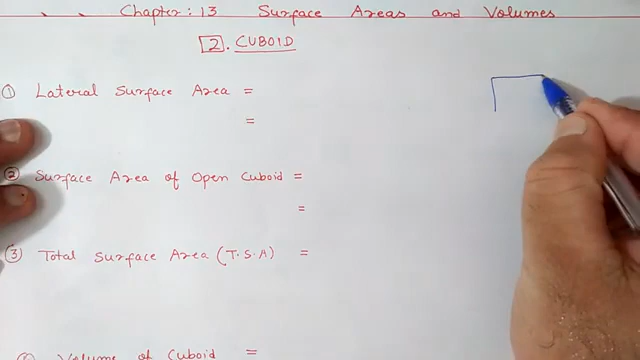 Chapter: 13 Surface Areas and Volumes
2. CUBOID
① Lateral Surface Area =
=
② Surface Area of Open Cuboid =
=
③ Total Surface Area (T.S.A) =
Volume of Cuboid =